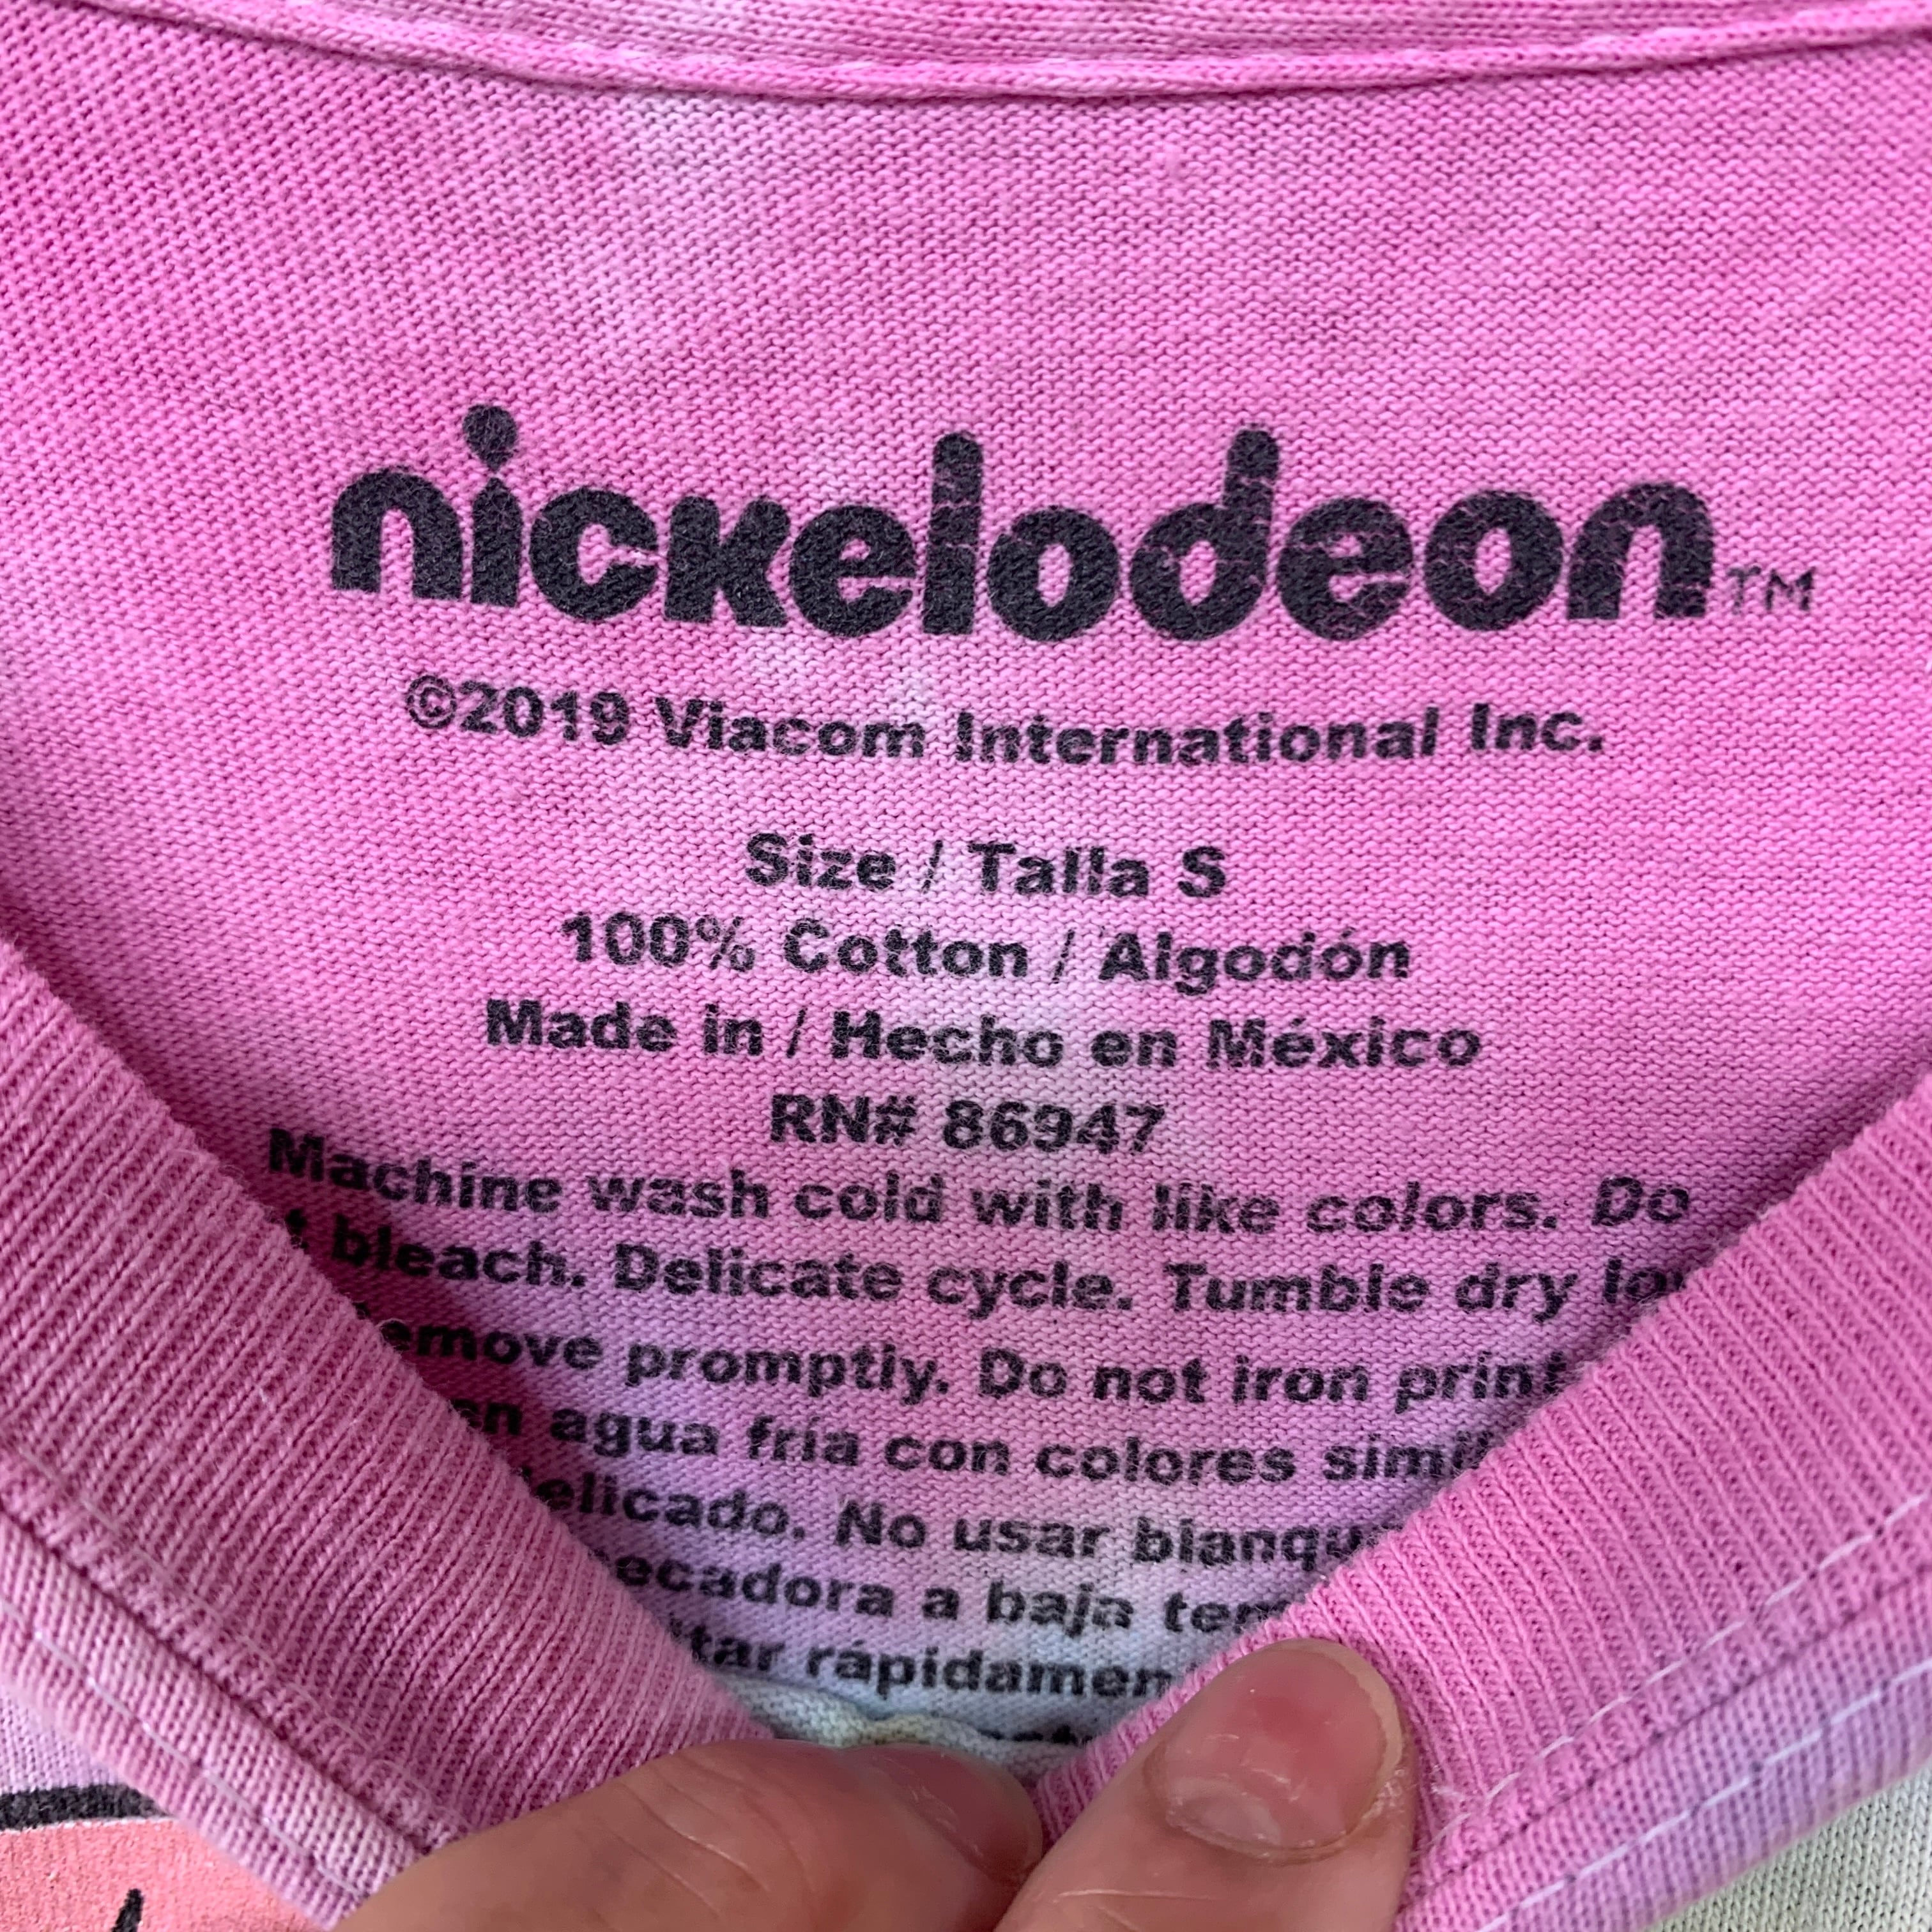 nickelodeon™
©2019 Viacom International Inc.
Size / Talla S
100% Cotton / Algodón
Made in / Hecho en México
RN# 86947
Machine wash cold with like colors. Do
bleach. Delicate cycle. Tumble dry
promptly. Do not iron print
agua fría con colores
No usar
a baja